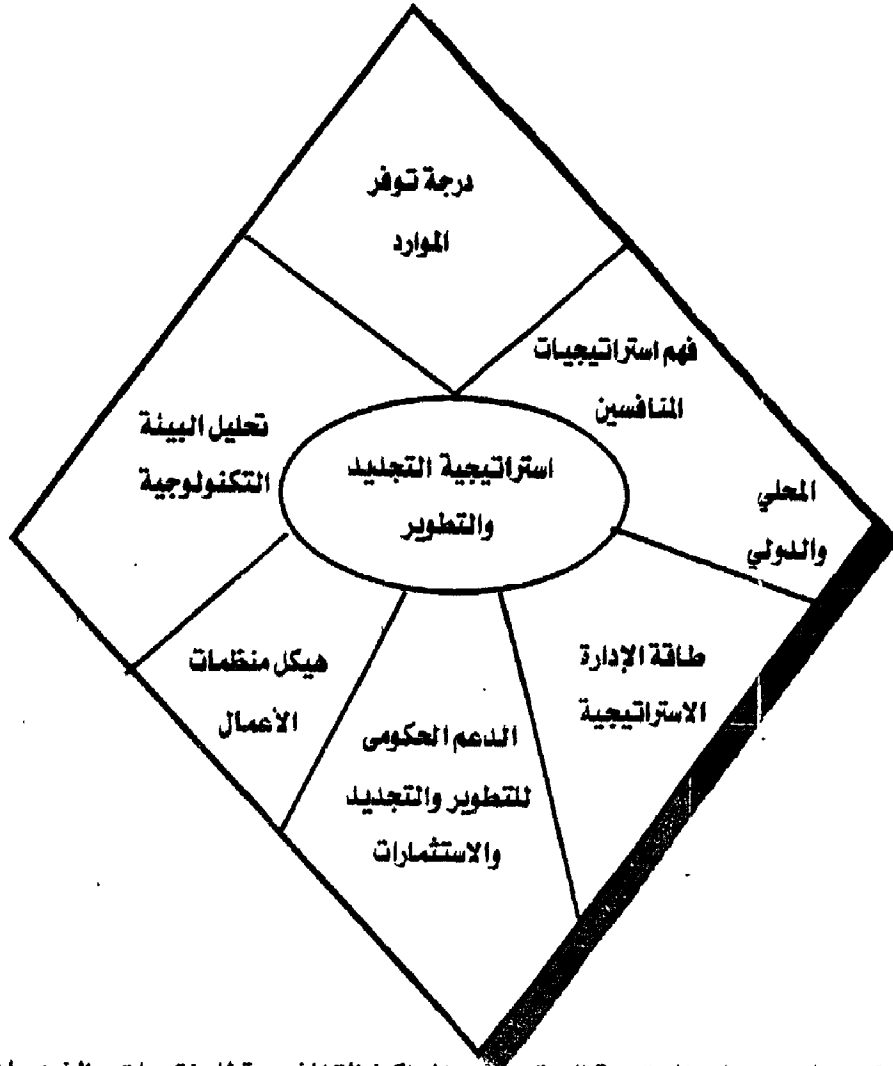 درجة توفر
الموارد
فهم استراتيجيات
المنافسين
المحلي
والدولي
تحليل البيئة
التكنولوجية
استراتيجية التجديد
والتطوير
طاقة الإدارة
الاستراتيجية
هيكل منظمات
الأعمال
الدعم الحكومى
للتطوير والتجديد
والاستثمارات